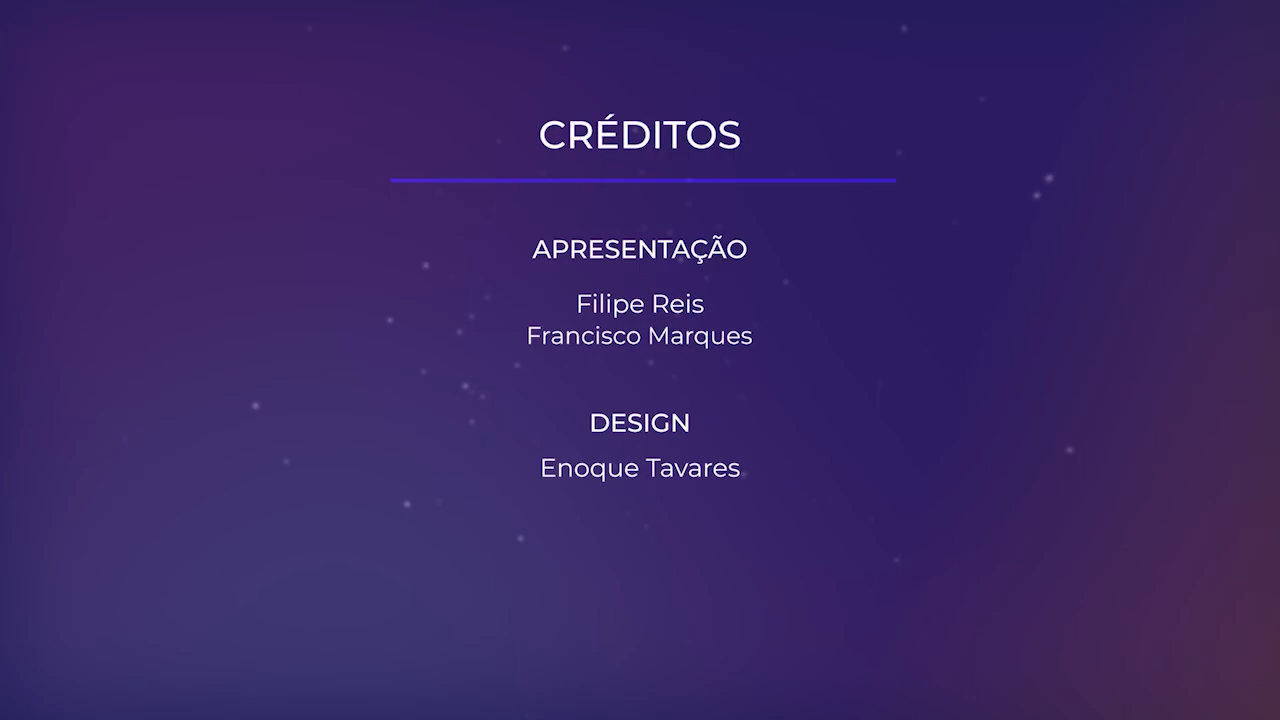 CRÉDITOS
APRESENTAÇÃO
Filipe Reis
Francisco Marques
DESIGN
Enoque Tavares